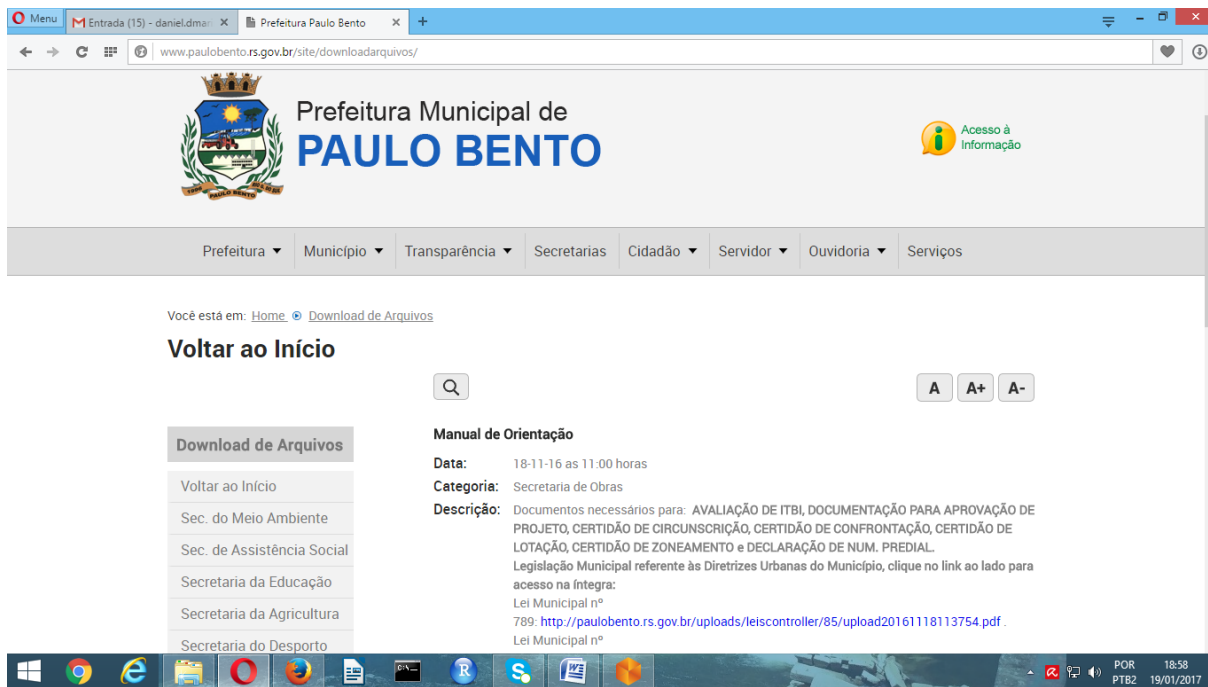 Menu
Entrada (15) - daniel.dmar
Prefeitura Paulo Bento
www.paulobento.rs.gov.br/site/downloadarquivos/
PAULO BENTO
Prefeitura Municipal de
PAULO BENTO
Acesso à
Informação
Prefeitura
Município
Transparência
Secretarias
Cidadão
Servidor
Ouvidoria
Serviços
Você está em: Home Download de Arquivos
Voltar ao Início
A A+ A-
Download de Arquivos
Voltar ao Início
Sec. do Meio Ambiente
Sec. de Assistência Social
Secretaria da Educação
Secretaria da Agricultura
Secretaria do Desporto
Manual de Orientação
Data: 18-11-16 as 11:00 horas
Categoria: Secretaria de Obras
Descrição: Documentos necessários para: AVALIAÇÃO DE ITBI, DOCUMENTAÇÃO PARA APROVAÇÃO DE
PROJETO, CERTIDÃO DE CIRCUNSCRIÇÃO, CERTIDÃO DE CONFRONTAÇÃO, CERTIDÃO DE
LOTAÇÃO, CERTIDÃO DE ZONEAMENTO e DECLARAÇÃO DE NUM. PREDIAL.
Legislação Municipal referente às Diretrizes Urbanas do Município, clique no link ao lado para
acesso na íntegra:
Lei Municipal nº
789: http://paulobento.rs.gov.br/uploads/leiscontroller/85/upload20161118113754.pdf .
Lei Municipal nº
POR
PTB2
18:58
19/01/2017